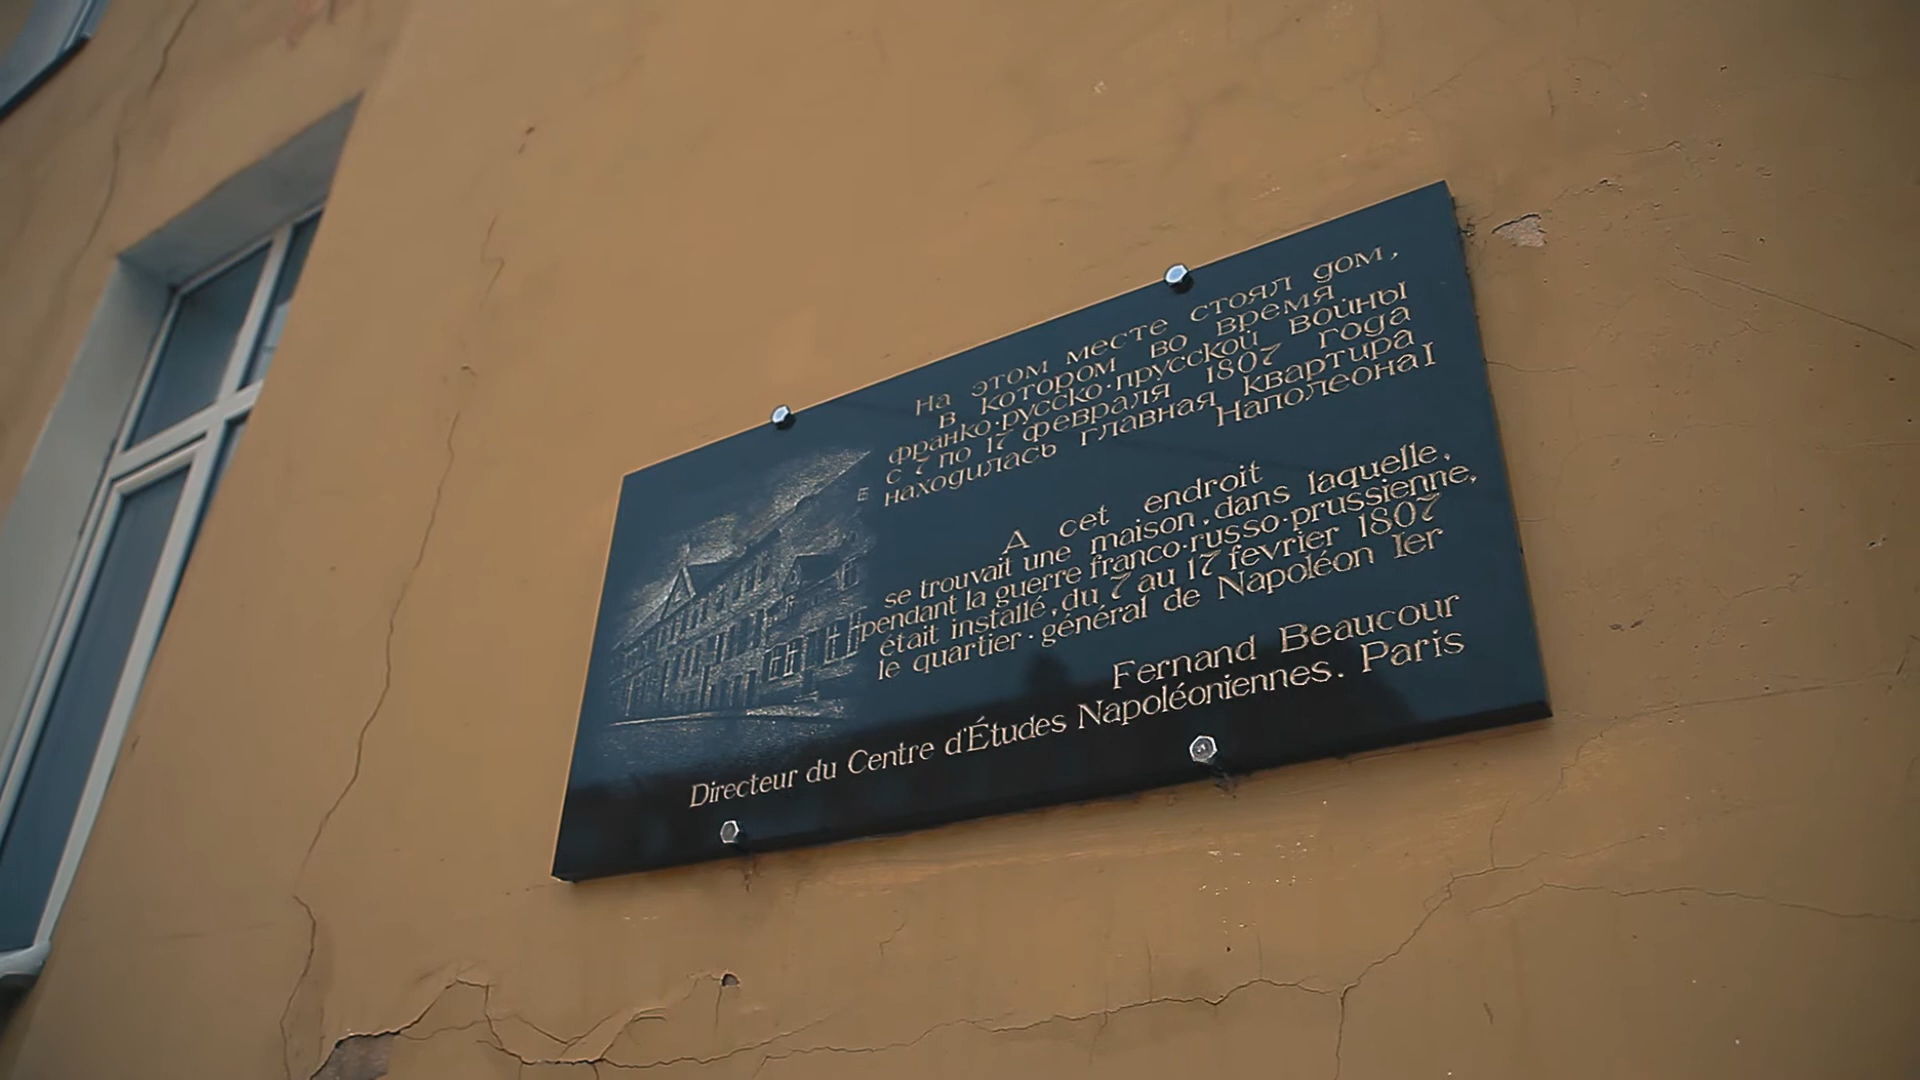 На этом месте стоял дом,
в котором во время
франко-русско-прусской войны
с 7 по 17 февраля 1807 года
находилась главная квартира
Наполеона I
A cet endroit
se trouvait une maison, dans laquelle,
pendant la guerre franco-russo-prussienne,
était installé, du 7 au 17 fevrier 1807
le quartier-général de Napoléon Ier
Fernand Beaucour
Directeur du Centre d'Études Napoléoniennes. Paris